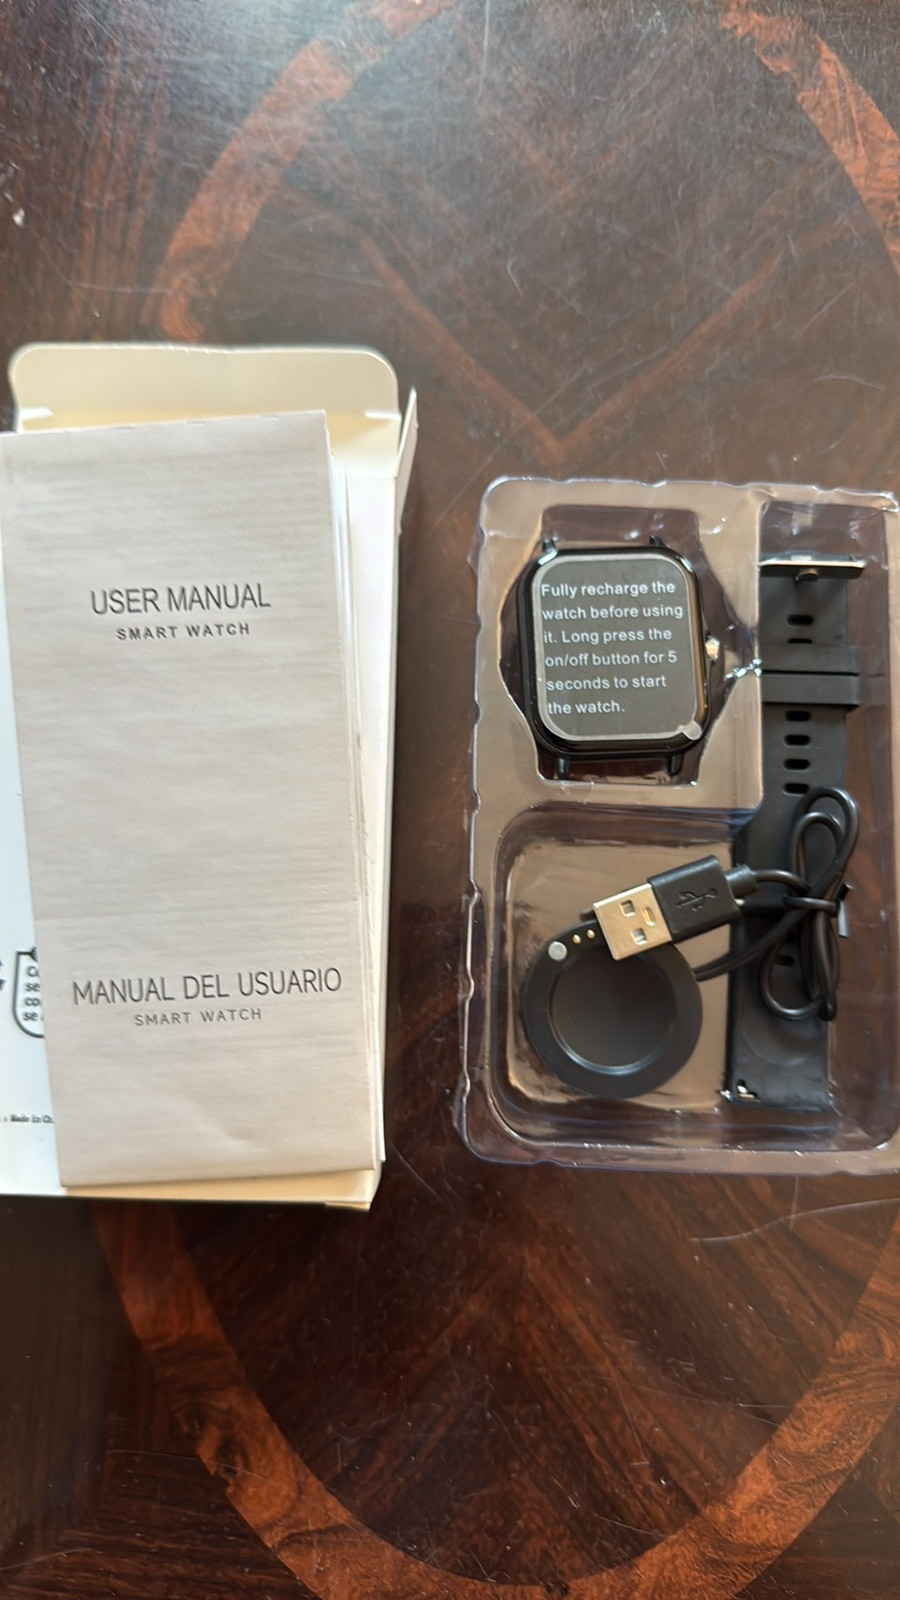 USER MANUAL
SMART WATCH
MANUAL DEL USUARIO
SMART WATCH
Fully recharge the
watch before using
it. Long press the
on/off button for 5
seconds to start
the watch.